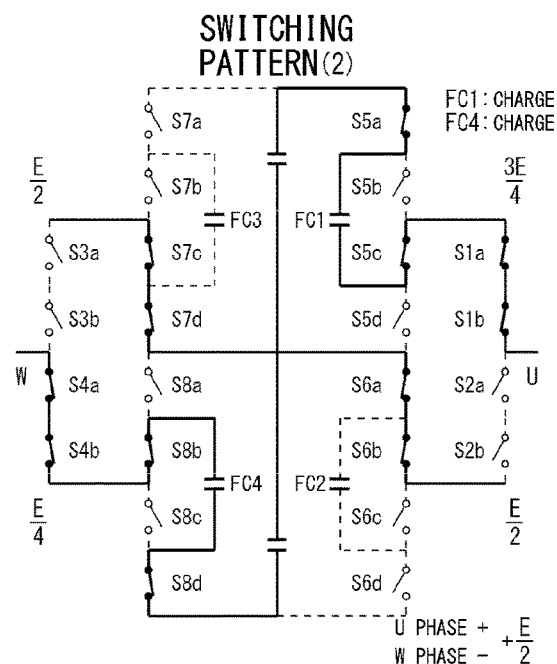 SWITCHING
PATTERN(2)
FC1: CHARGE
FC4: CHARGE
S7a
S5a
E/2
S7b
S5b
3E/4
FC3
FC1
S3a
S7c
S5c
S1a
S3b
S7d
S5d
S1b
W
U
S4a
S8a
S6a
S2a
S4b
S8b
S6b
S2b
FC4
FC2
E/4
S8c
S6c
E/2
S8d
S6d
U PHASE +
W PHASE -
+E/2